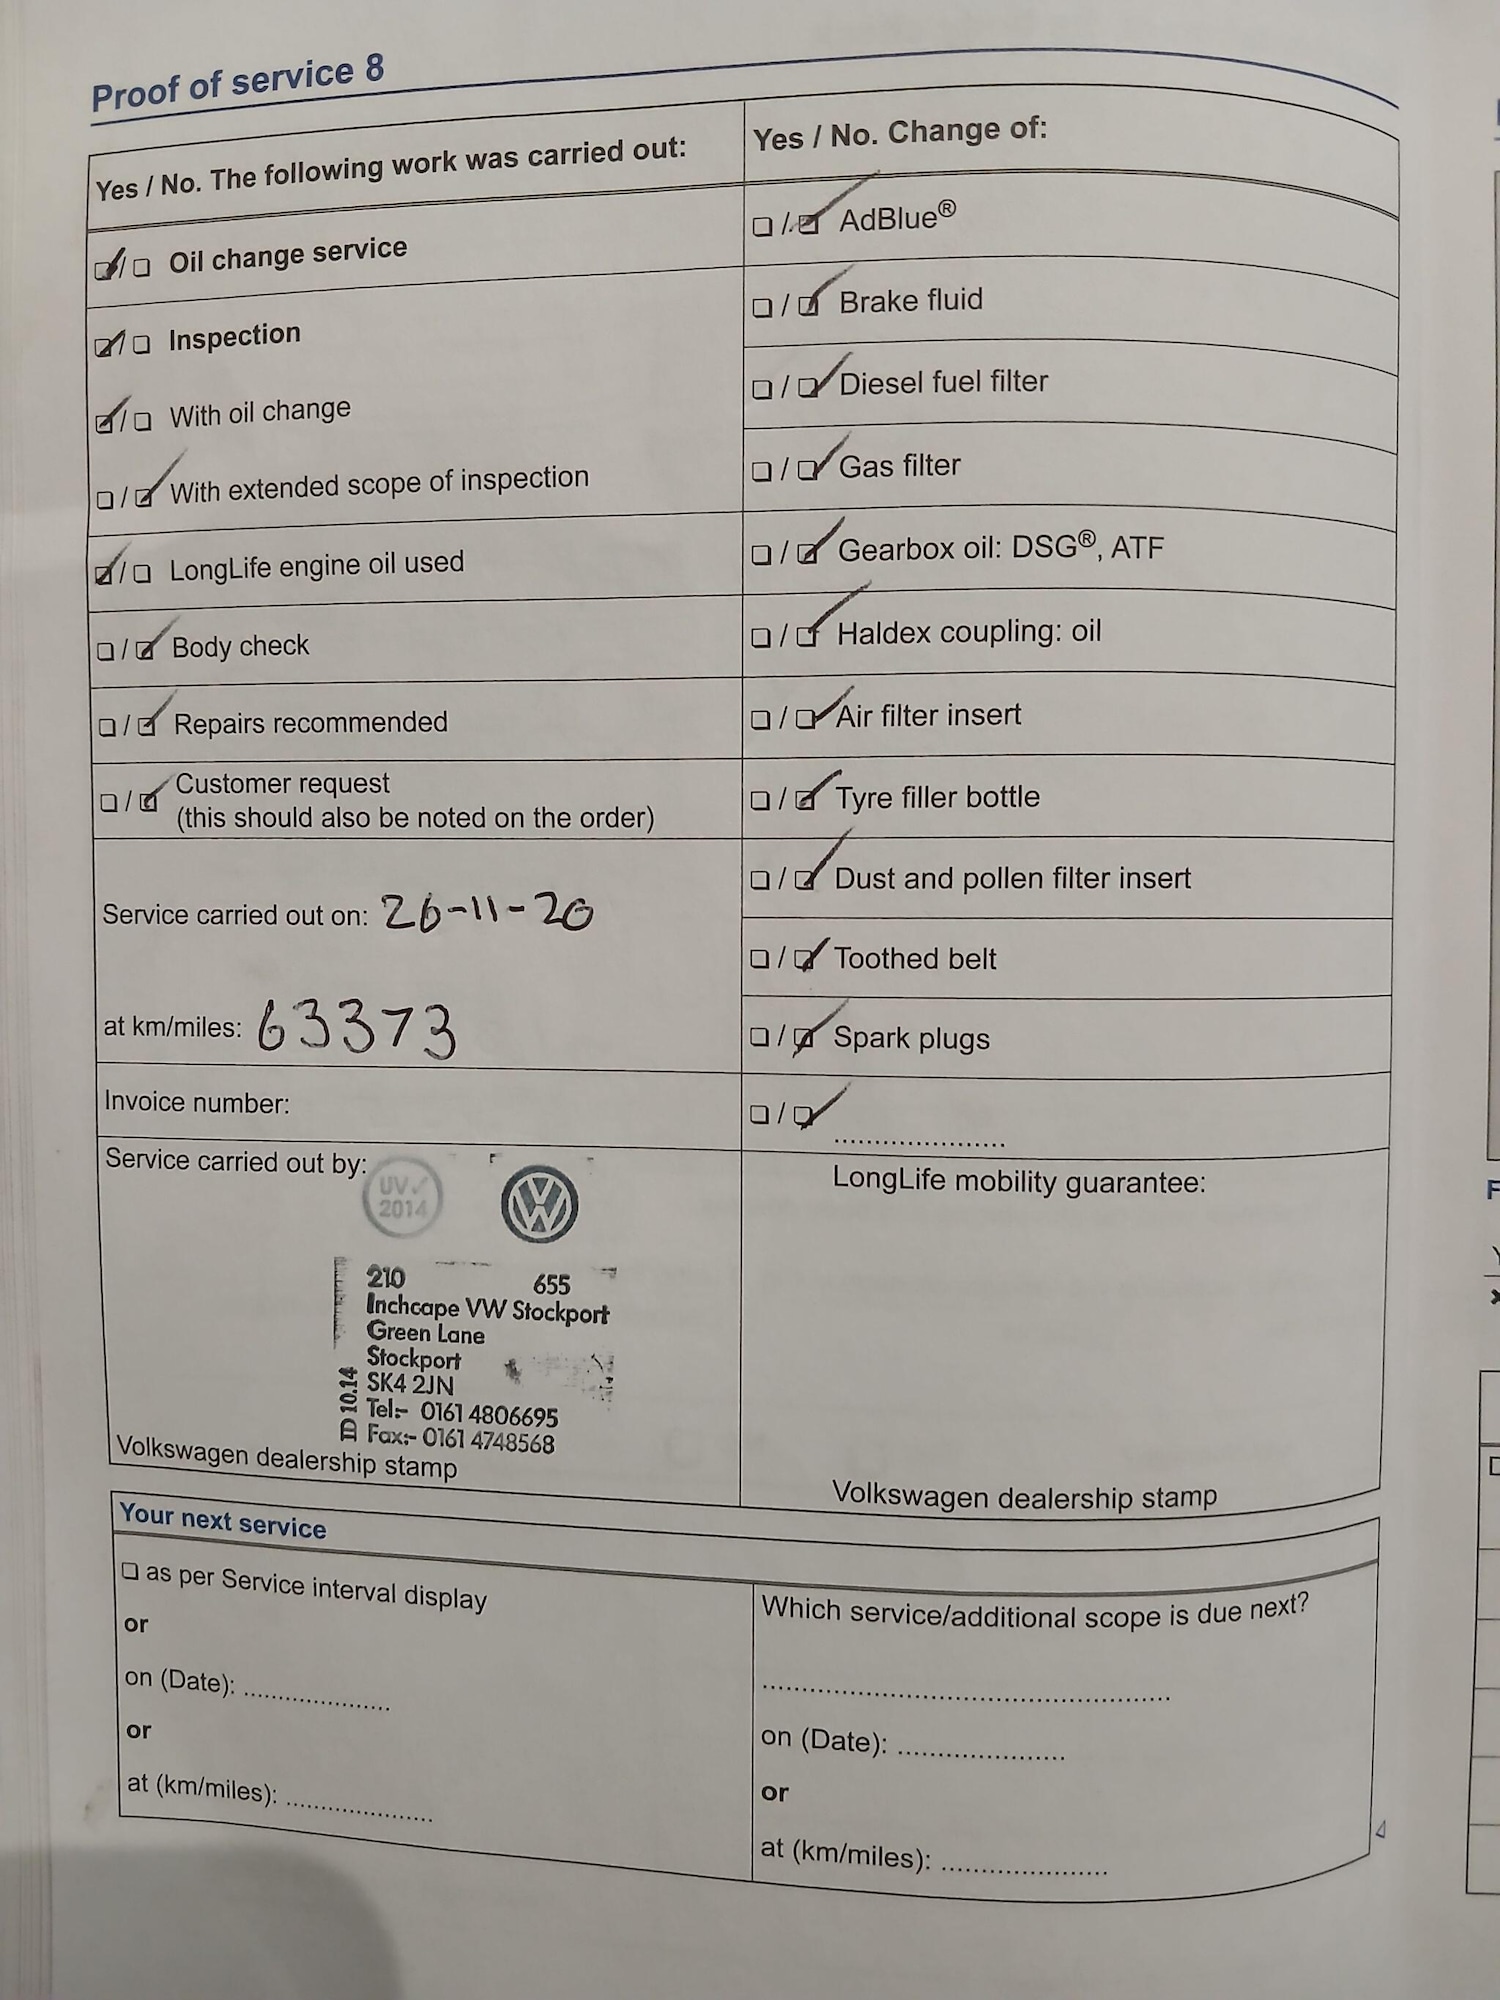 Proof of service 8
Yes / No. The following work was carried out:
☑/☐ Oil change service
☑/☐ Inspection
☑/☐ With oil change
☐/☑ With extended scope of inspection
☑/☐ LongLife engine oil used
☐/☑ Body check
☐/☑ Repairs recommended
☐/☑ Customer request
(this should also be noted on the order)
Service carried out on: 26-11-20
at km/miles: 63373
Invoice number:
Service carried out by:
UV✓
2014
VW
210 655
Inchcape VW Stockport
Green Lane
Stockport
SK4 2JN
Tel:- 0161 4806695
Fax:- 0161 4748568
ID 10.14
Volkswagen dealership stamp
Yes / No. Change of:
☐/☑ AdBlue®
☐/☑ Brake fluid
☐/☑ Diesel fuel filter
☐/☑ Gas filter
☐/☑ Gearbox oil: DSG®, ATF
☐/☑ Haldex coupling: oil
☐/☑ Air filter insert
☐/☑ Tyre filler bottle
☐/☑ Dust and pollen filter insert
☐/☑ Toothed belt
☐/☑ Spark plugs
☐/☑ .....................
LongLife mobility guarantee:
Volkswagen dealership stamp
Your next service
☐ as per Service interval display
or
on (Date): .....................
or
at (km/miles): .....................
Which service/additional scope is due next?
..........................................................
on (Date): .....................
or
at (km/miles): .....................